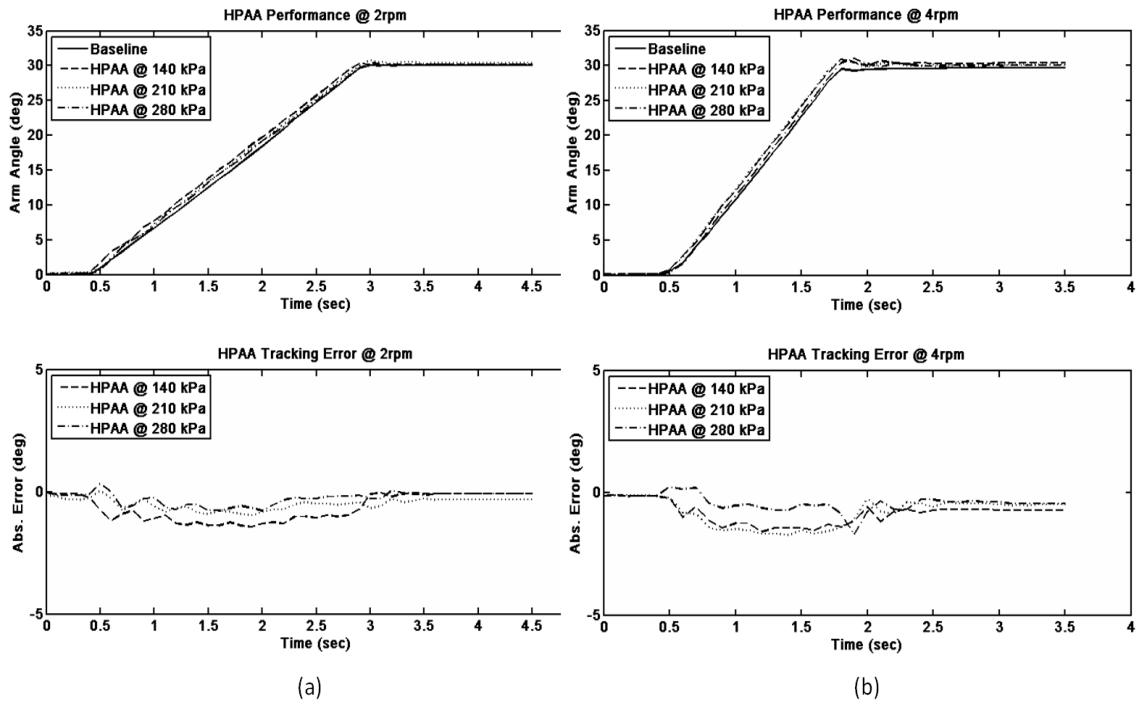 HPAA Performance @ 2rpm
35
30
25
20
15
10
5
0
Arm Angle (deg)
Baseline
HPAA @ 140 kPa
HPAA @ 210 kPa
HPAA @ 280 kPa
0 0.5 1 1.5 2 2.5 3 3.5 4 4.5
Time (sec)
HPAA Performance @ 4rpm
35
30
25
20
15
10
5
0
Arm Angle (deg)
Baseline
HPAA @ 140 kPa
HPAA @ 210 kPa
HPAA @ 280 kPa
0 0.5 1 1.5 2 2.5 3 3.5 4
Time (sec)
HPAA Tracking Error @ 2rpm
5
0
-5
Abs. Error (deg)
HPAA @ 140 kPa
HPAA @ 210 kPa
HPAA @ 280 kPa
0 0.5 1 1.5 2 2.5 3 3.5 4 4.5
Time (sec)
HPAA Tracking Error @ 4rpm
5
0
-5
Abs. Error (deg)
HPAA @ 140 kPa
HPAA @ 210 kPa
HPAA @ 280 kPa
0 0.5 1 1.5 2 2.5 3 3.5 4
Time (sec)
(a)
(b)